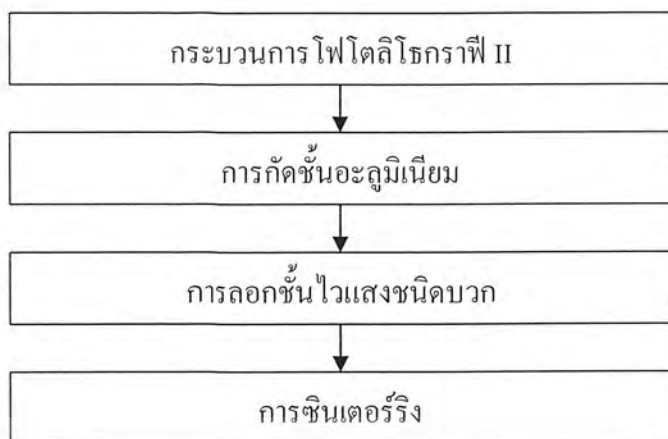 กระบวนการโฟโตลิโธกราฟี II
การกัดชั้นอะลูมิเนียม
การลอกชั้นไวแสงชนิดบวก
การซินเตอร์ริง